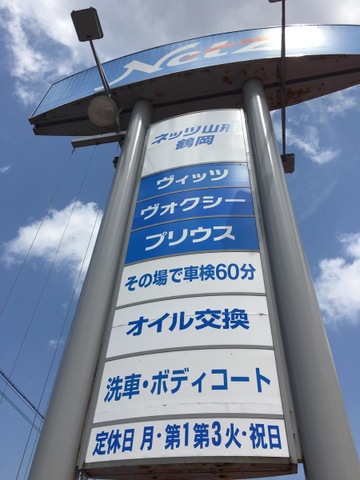 Netz
ネッツ山形
鶴岡
ヴィッツ
ヴォクシー
プリウス
その場で車検60分
オイル交換
洗車・ボディコート
定休日 月・第1第3火・祝日